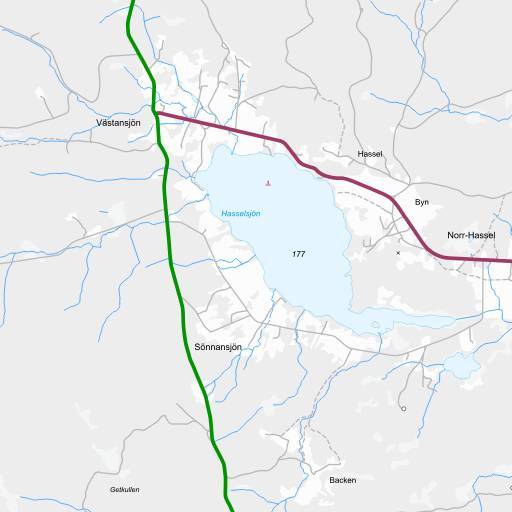 Västansjön
Hassel
Byn
Hasselsjön
Norr-Hassel
177
Sönnansjön
Backen
Getkullen